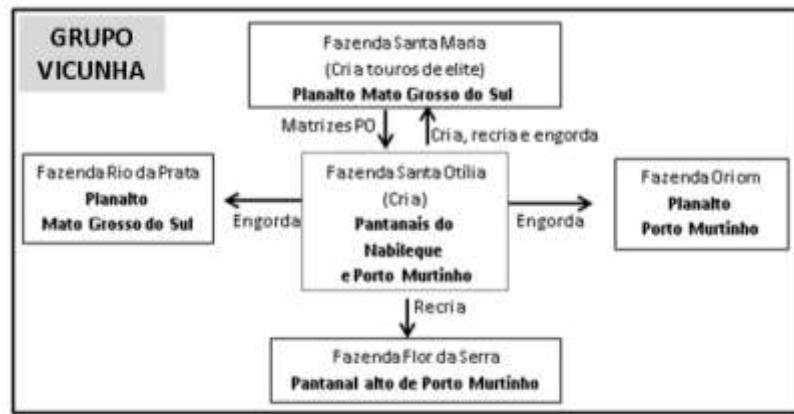 GRUPO
VICUNHA
Fazenda Santa Maria
(Cria touros de elite)
Planalto Mato Grosso do Sul
Matrizes PO
Cria, recria e engorda
Fazenda Rio da Prata
Planalto
Mato Grosso do Sul
Engorda
Fazenda Santa Otília
(Cria)
Pantanais do
Nabileque
e Porto Murtinho
Engorda
Fazenda Oriom
Planalto
Porto Murtinho
Recria
Fazenda Flor da Serra
Pantanal alto de Porto Murtinho